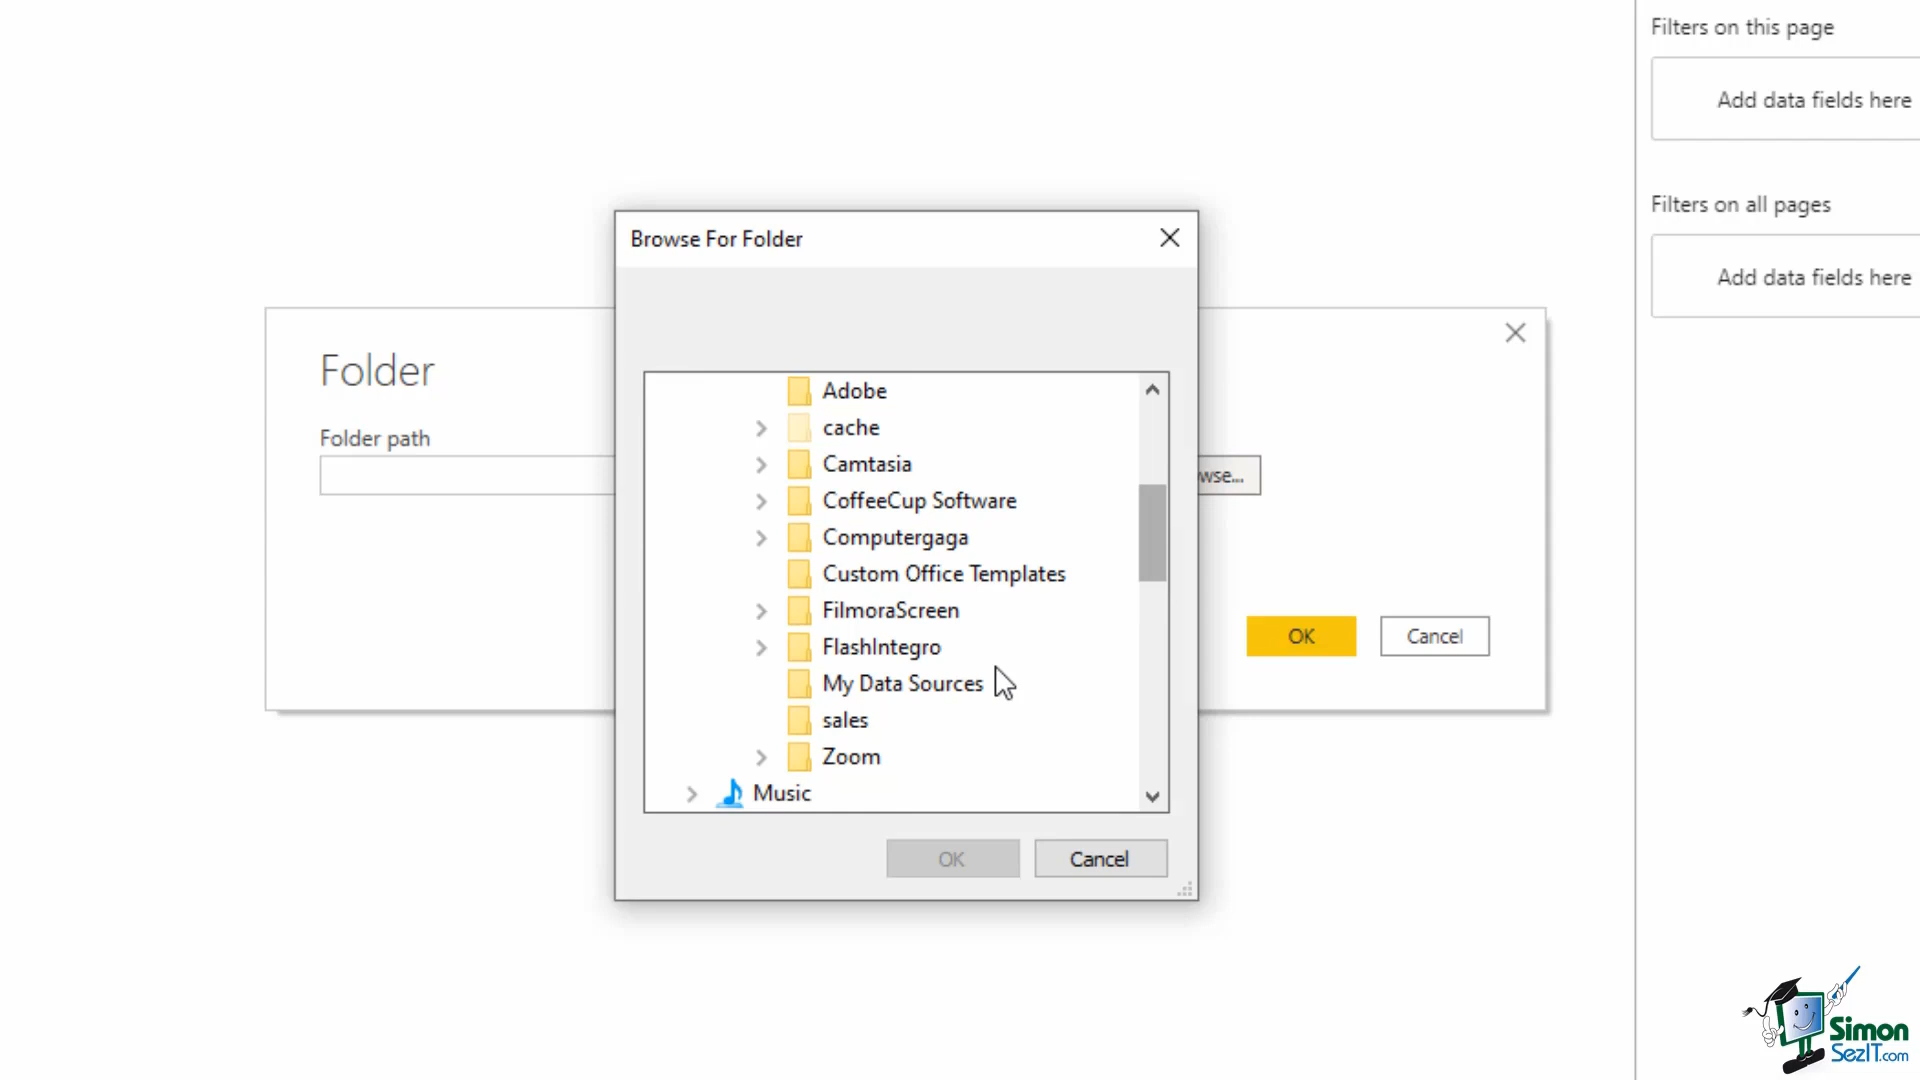 Filters on this page
Add data fields here
Filters on all pages
Add data fields here
Browse For Folder
Folder
Folder path
wse...
Adobe
cache
Camtasia
CoffeeCup Software
Computergaga
Custom Office Templates
FilmoraScreen
FlashIntegro
My Data Sources
sales
Zoom
Music
OK
Cancel
OK
Cancel
Simon
SezIT.com